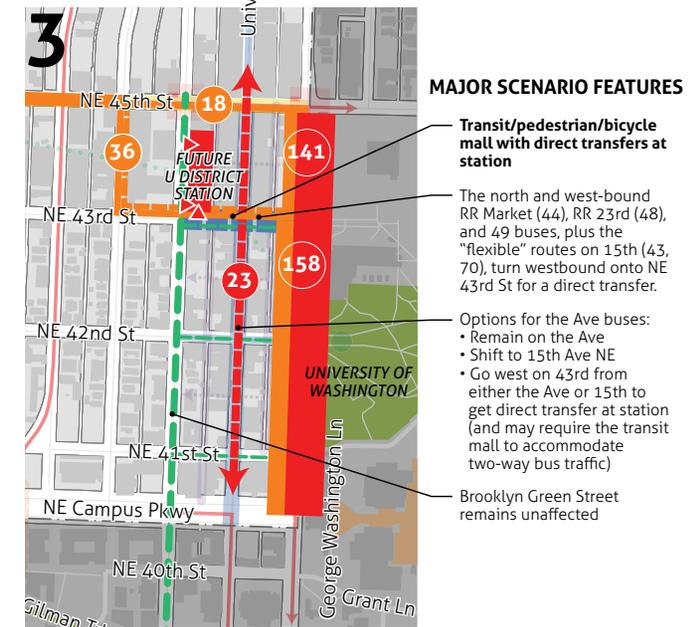 3
Univ
NE 45th St
18
36
141
FUTURE
U DISTRICT
STATION
NE 43rd St
23
158
NE 42nd St
UNIVERSITY OF
WASHINGTON
NE 41st St
George Washington Ln
NE Campus Pkwy
NE 40th St
Grant Ln
MAJOR SCENARIO FEATURES
Transit/pedestrian/bicycle
mall with direct transfers at
station
The north and west-bound
RR Market (44), RR 23rd (48),
and 49 buses, plus the
“flexible” routes on 15th (43,
70), turn westbound onto NE
43rd St for a direct transfer.
Options for the Ave buses:
• Remain on the Ave
• Shift to 15th Ave NE
• Go west on 43rd from
either the Ave or 15th to
get direct transfer at station
(and may require the transit
mall to accommodate
two-way bus traffic)
Brooklyn Green Street
remains unaffected
Gilman